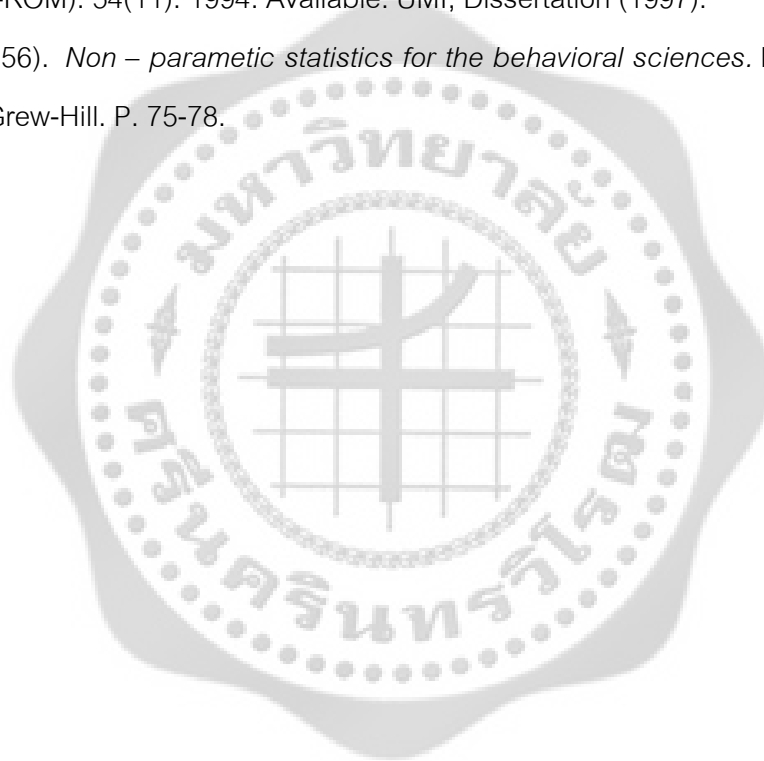 -ROM). 54(11). 1994. Available: UMI, Dissertation (1997).
56). Non – parametic statistics for the behavioral sciences.
Grew-Hill. P. 75-78.
มหาวิทยาลัย
ศรีนครินทรวิโรฒ